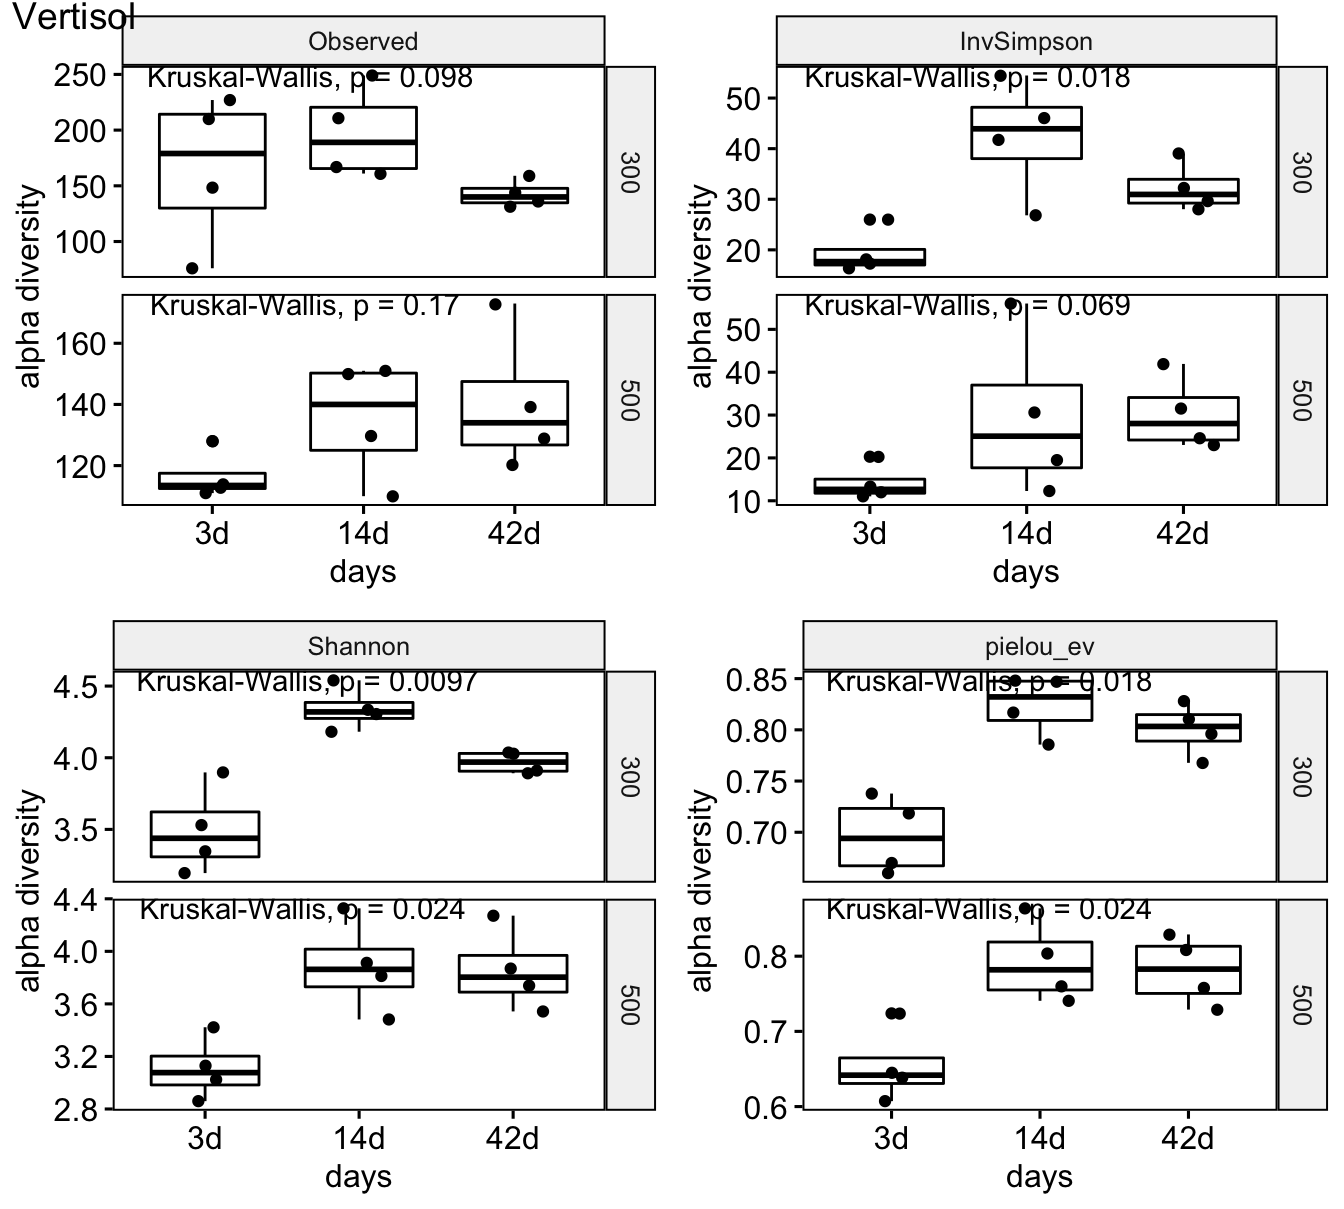 Vertisol
Observed
Kruskal-Wallis, p = 0.098
250
200
150
100
300
Kruskal-Wallis, p = 0.17
160
140
120
500
alpha diversity
3d 14d 42d
days
InvSimpson
Kruskal-Wallis, p = 0.018
50
40
30
20
300
Kruskal-Wallis, p = 0.069
50
40
30
20
10
500
alpha diversity
3d 14d 42d
days
Shannon
Kruskal-Wallis, p = 0.0097
4.5
4.0
3.5
300
Kruskal-Wallis, p = 0.024
4.4
4.0
3.6
3.2
2.8
500
alpha diversity
3d 14d 42d
days
pielou_ev
Kruskal-Wallis, p = 0.018
0.85
0.80
0.75
0.70
300
Kruskal-Wallis, p = 0.024
0.8
0.7
0.6
500
alpha diversity
3d 14d 42d
days